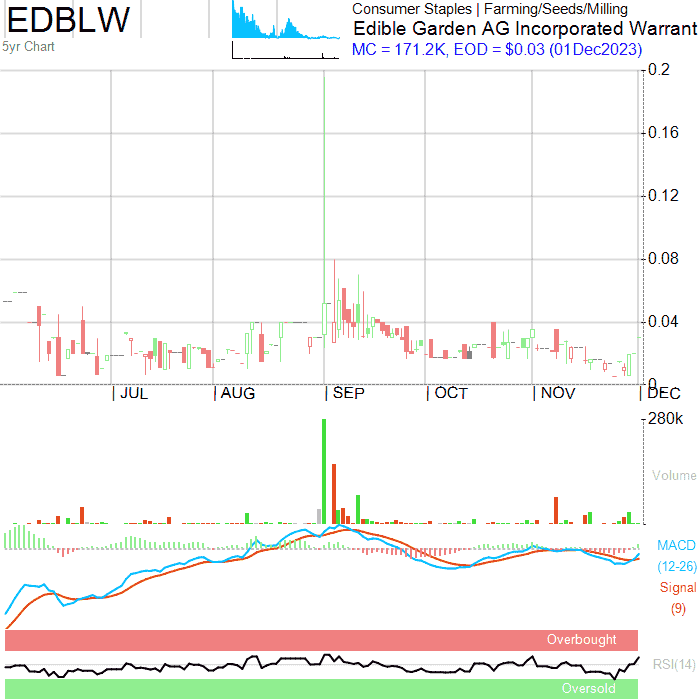 EDBLW
5yr Chart
Consumer Staples | Farming/Seeds/Milling
Edible Garden AG Incorporated Warrant
MC = 171.2K, EOD = $0.03 (01Dec2023)
0.2
0.16
0.12
0.08
0.04
0
JUL
AUG
SEP
OCT
NOV
DEC
280k
Volume
MACD
(12-26)
Signal
(9)
Overbought
RSI(14)
Oversold